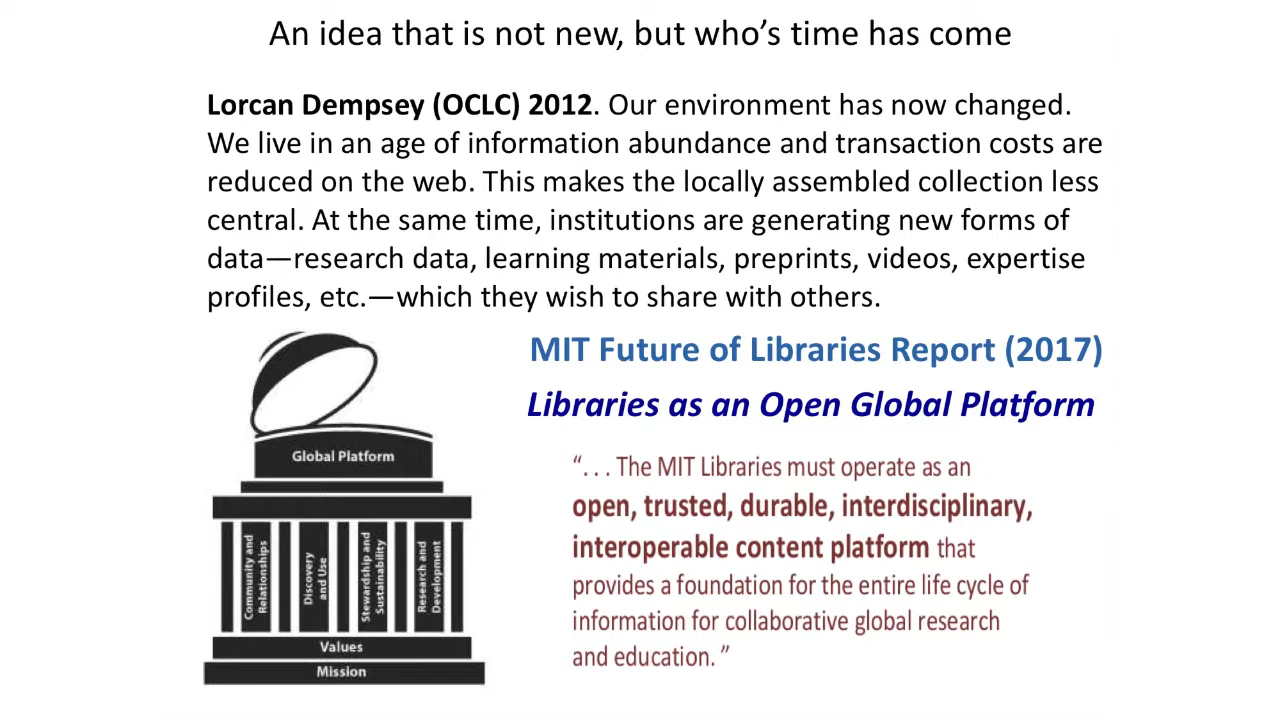 An idea that is not new, but who’s time has come
Lorcan Dempsey (OCLC) 2012. Our environment has now changed.
We live in an age of information abundance and transaction costs are
reduced on the web. This makes the locally assembled collection less
central. At the same time, institutions are generating new forms of
data—research data, learning materials, preprints, videos, expertise
profiles, etc.—which they wish to share with others.
MIT Future of Libraries Report (2017)
Libraries as an Open Global Platform
“. . . The MIT Libraries must operate as an
open, trusted, durable, interdisciplinary,
interoperable content platform that
provides a foundation for the entire life cycle of
information for collaborative global research
and education. ”
Global Platform
Community and
Relationships
Discovery
and Use
Stewardship and
Sustainability
Research and
Development
Values
Mission